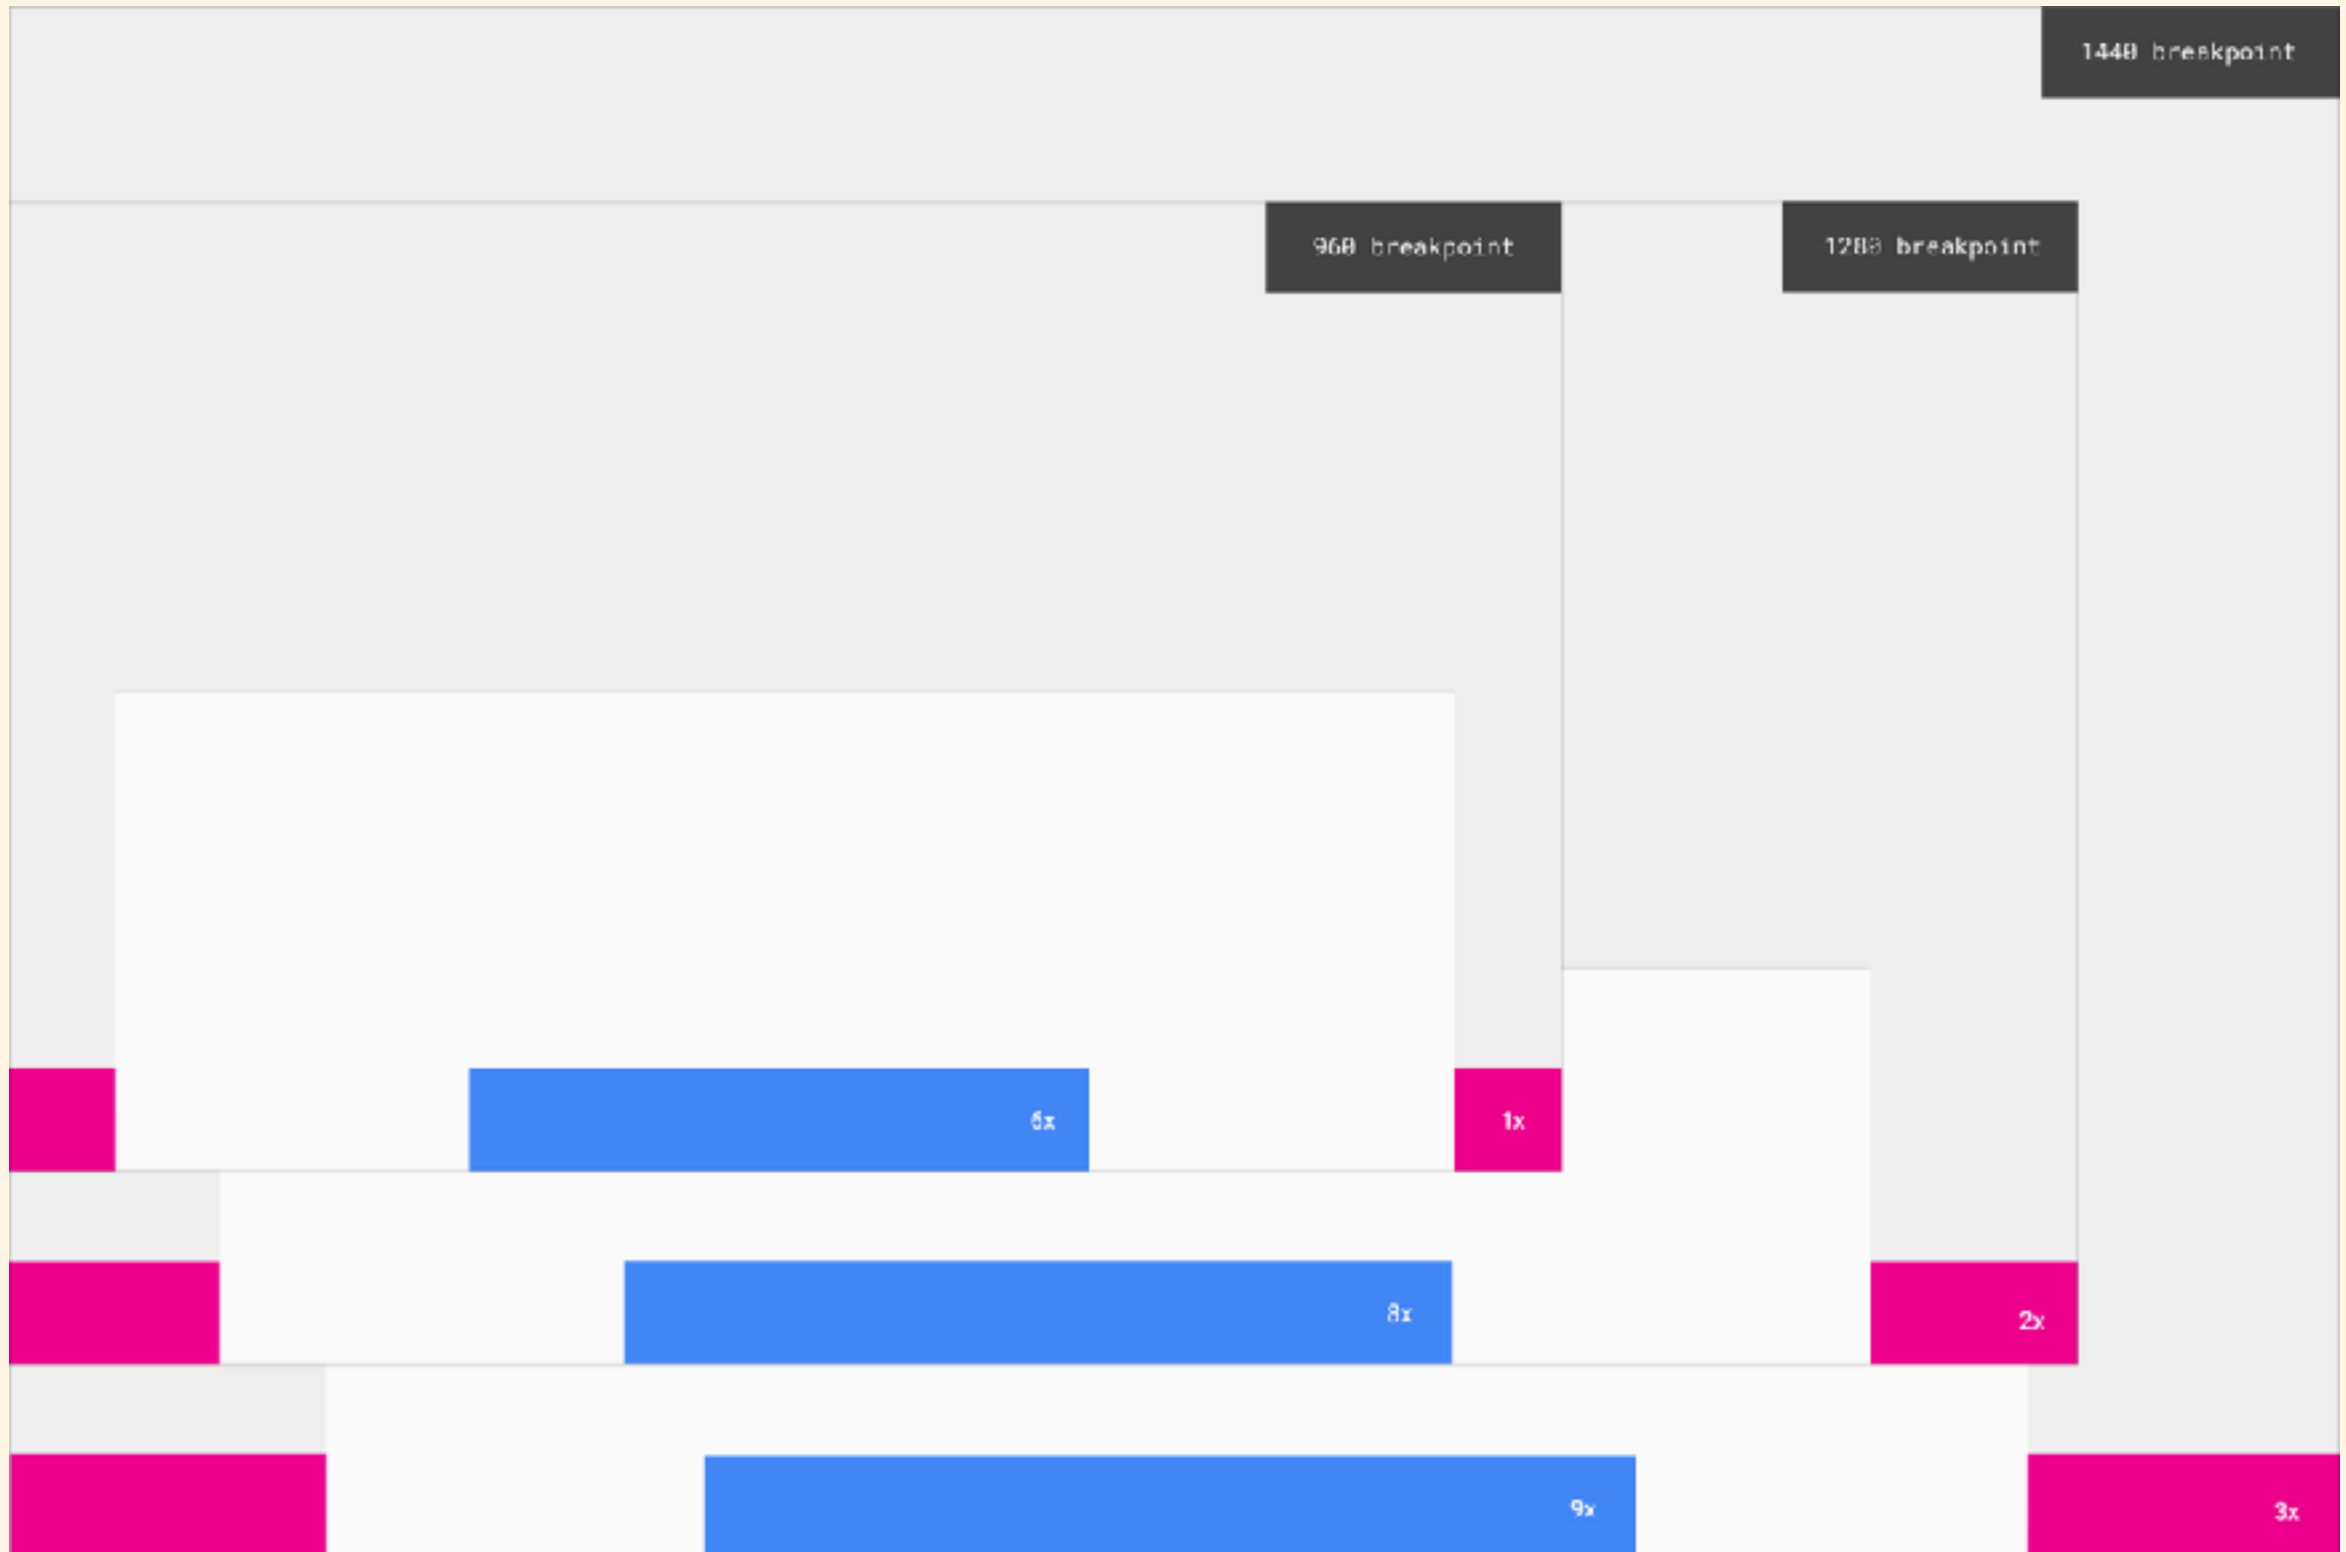 1440 breakpoint
960 breakpoint
1280 breakpoint
6x
1x
8x
2x
9x
3x